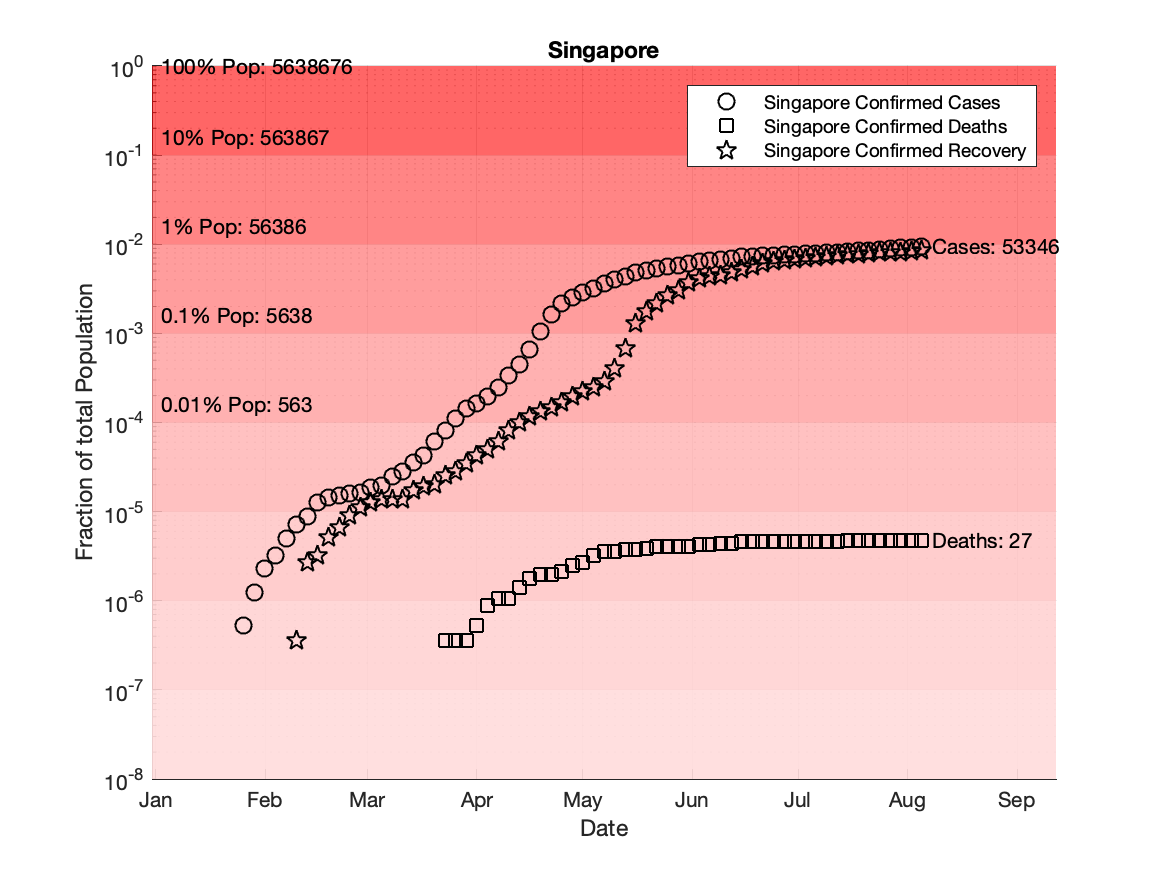 Singapore
10^0
100% Pop: 5638676
Singapore Confirmed Cases
Singapore Confirmed Deaths
Singapore Confirmed Recovery
10% Pop: 563867
10^-1
1% Pop: 56386
10^-2
Cases: 53346
0.1% Pop: 5638
10^-3
0.01% Pop: 563
10^-4
10^-5
Deaths: 27
10^-6
10^-7
10^-8
Fraction of total Population
Jan Feb Mar Apr May Jun Jul Aug Sep
Date